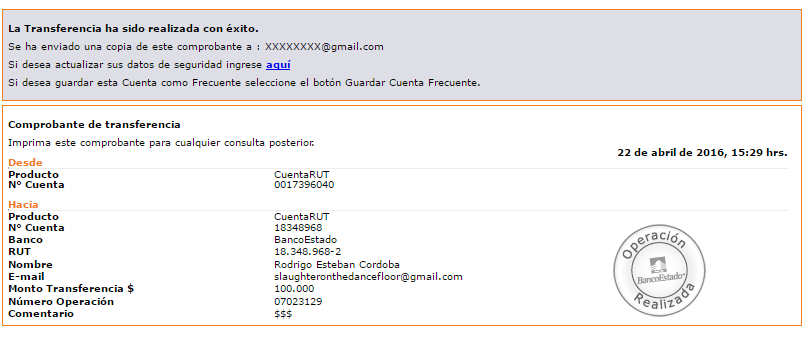 La Transferencia ha sido realizada con éxito.
Se ha enviado una copia de este comprobante a : XXXXXXXX@gmail.com
Si desea actualizar sus datos de seguridad ingrese aquí
Si desea guardar esta Cuenta como Frecuente seleccione el botón Guardar Cuenta Frecuente.
Comprobante de transferencia
Imprima este comprobante para cualquier consulta posterior.
22 de abril de 2016, 15:29 hrs.
Desde
Producto CuentaRUT
Nº Cuenta 0017396040
Hacia
Producto CuentaRUT
Nº Cuenta 18348968
Banco BancoEstado
RUT 18.348.968-2
Nombre Rodrigo Esteban Cordoba
E-mail slaughteronthedancefloor@gmail.com
Monto Transferencia $ 100.000
Número Operación 07023129
Comentario $$$
Operación
BancoEstado
Realizada